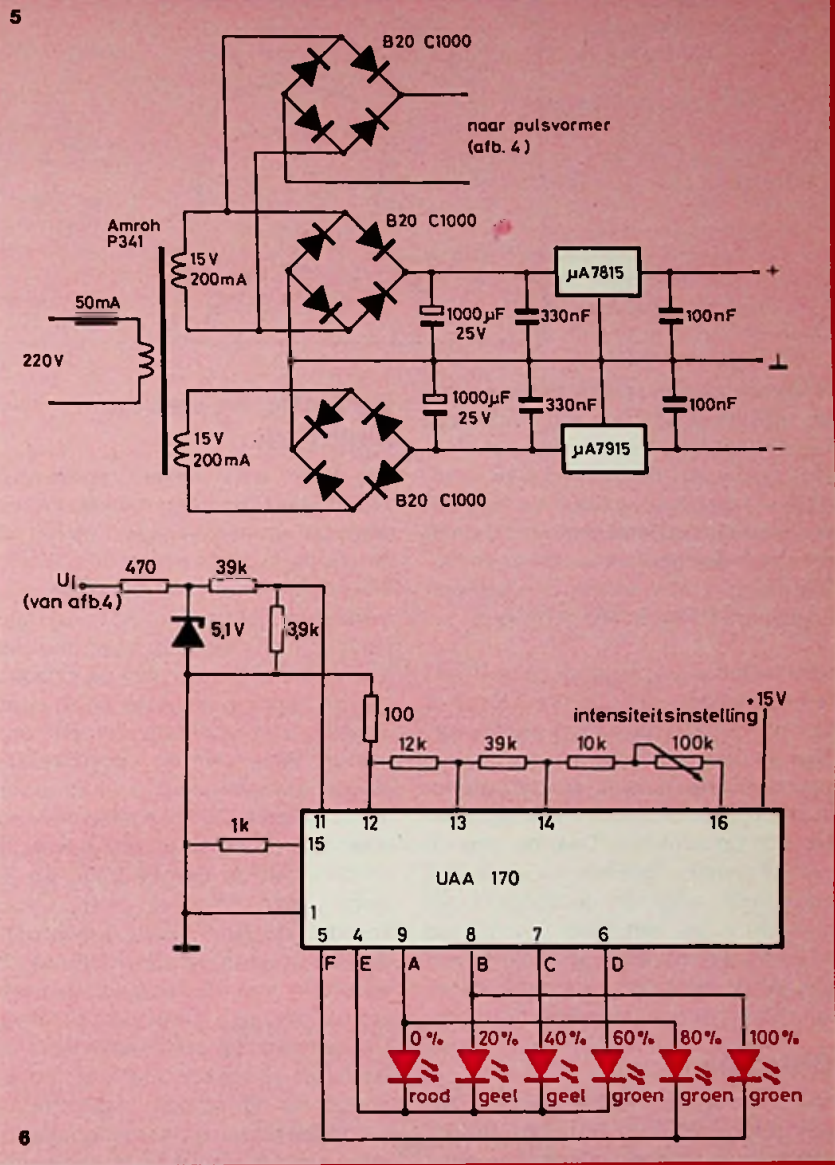 5
B20 C1000
naar pulsvormer
(afb. 4)
Amroh
P341
B20 C1000
15V
200mA
50mA
220V
µA7815
+
1000µF
25V
330nF
100nF
⊥
1000µF
25V
330nF
100nF
15V
200mA
µA7915
−
B20 C1000
Ui
(van afb.4)
470
39k
5,1V
3,9k
100
+15V
intensiteitsinstelling
12k
39k
10k
100k
11 12 13 14 16
1k
15
UAA 170
1
5 4 9 8 7 6
F E A B C D
0% 20% 40% 60% 80% 100%
rood geel geel groen groen groen
6